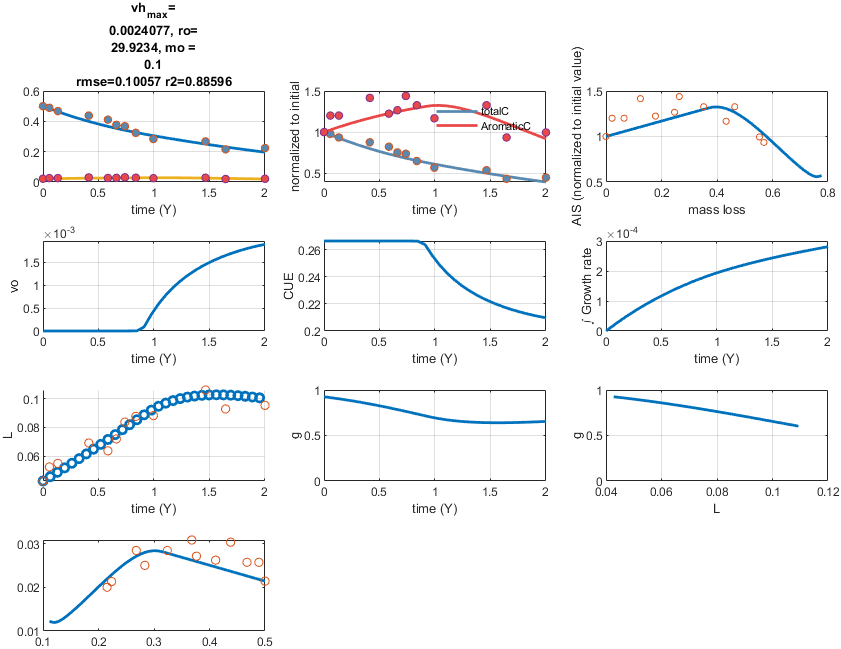 vh_max=
0.0024077, ro=
29.9234, mo =
0.1
rmse=0.10057 r2=0.88596
0.6
0.4
0.2
0
0 0.5 1 1.5 2
time (Y)
normalized to initial
1.5
1
0.5
totalC
AromaticC
0 0.5 1 1.5 2
time (Y)
AIS (normalized to initial value)
1.5
1
0.5
0 0.2 0.4 0.6 0.8
mass loss
×10^-3
vo
1.5
1
0.5
0
0 0.5 1 1.5 2
time (Y)
CUE
0.26
0.24
0.22
0.2
0 0.5 1 1.5 2
time (Y)
×10^-4
∫ Growth rate
3
2
1
0
0 0.5 1 1.5 2
time (Y)
L
0.1
0.08
0.06
0 0.5 1 1.5 2
time (Y)
g
1
0.5
0
0 0.5 1 1.5 2
time (Y)
g
1
0.5
0
0.04 0.06 0.08 0.1 0.12
L
0.03
0.02
0.01
0.1 0.2 0.3 0.4 0.5